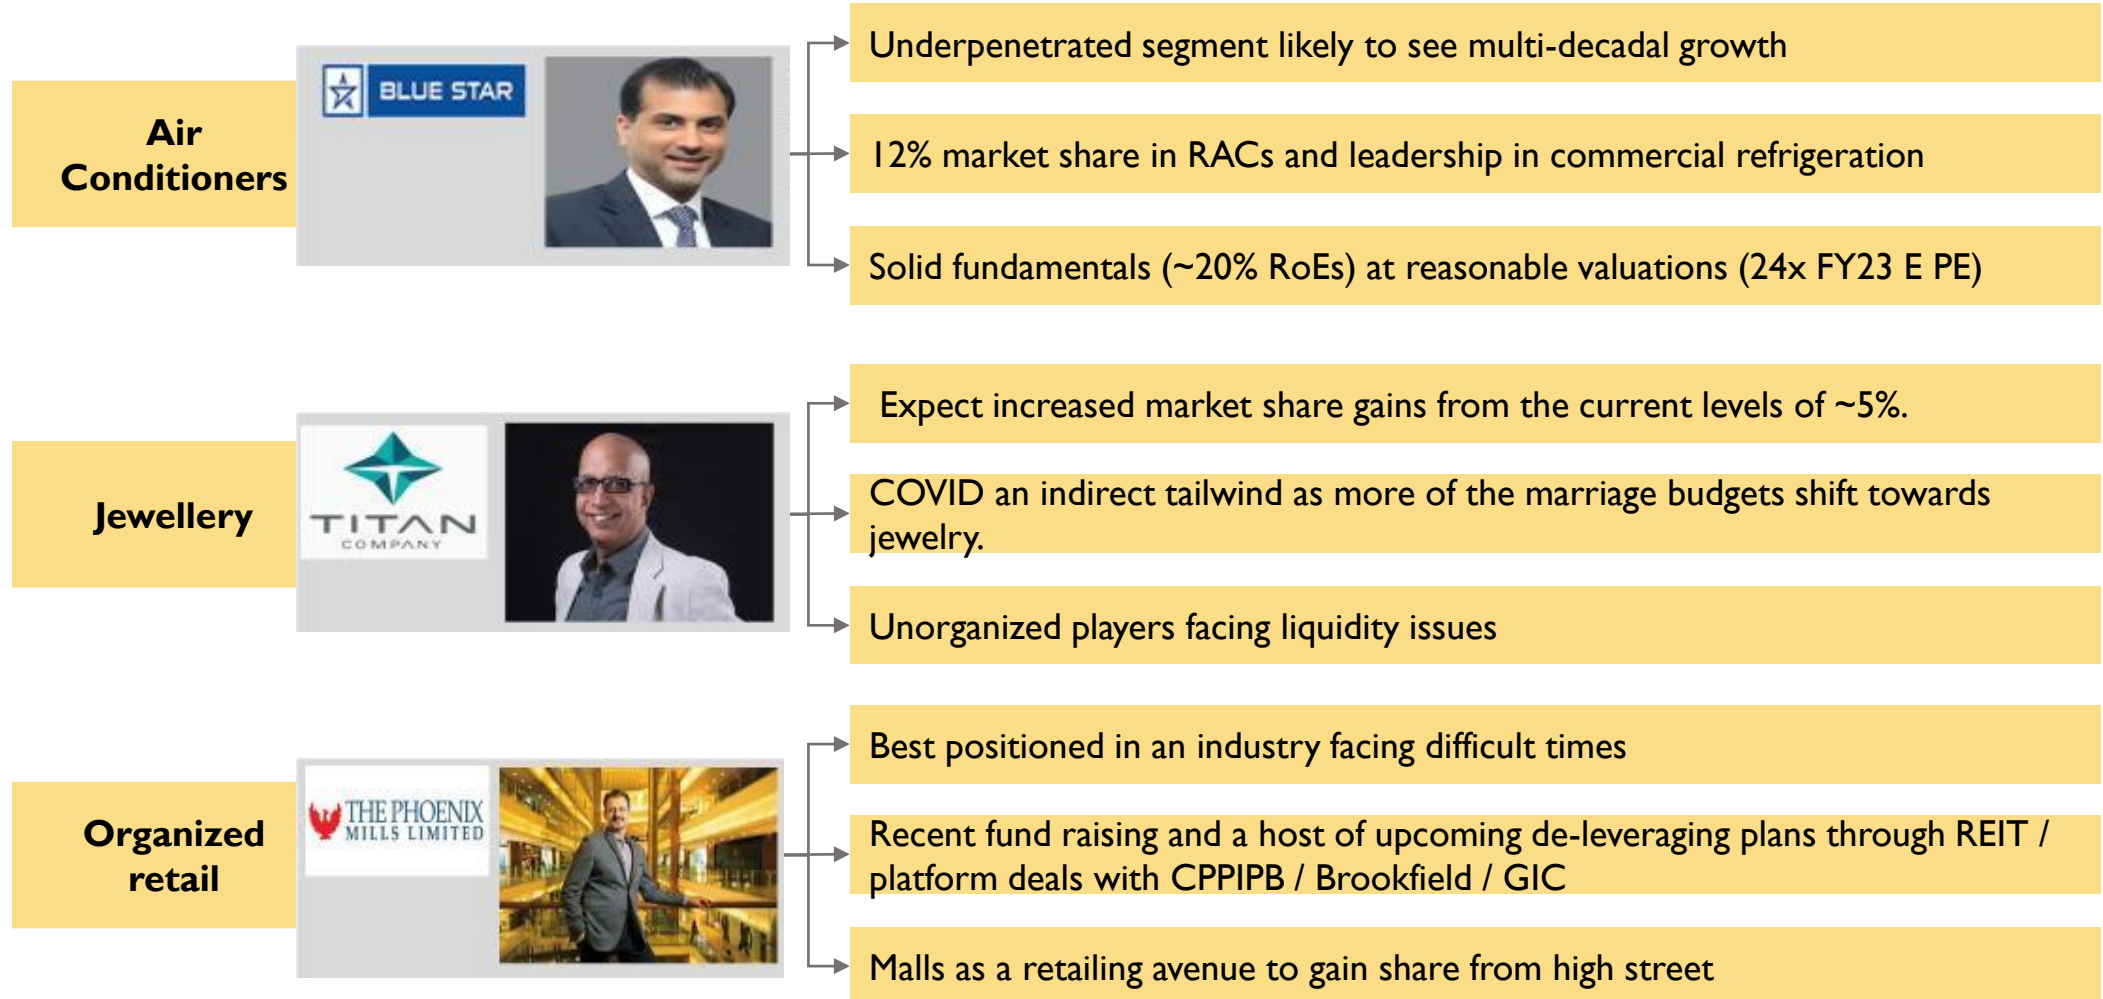 Air
Conditioners
BLUE STAR
Underpenetrated segment likely to see multi-decadal growth
12% market share in RACs and leadership in commercial refrigeration
Solid fundamentals (~20% RoEs) at reasonable valuations (24x FY23 E PE)
Jewellery
TITAN
COMPANY
Expect increased market share gains from the current levels of ~5%.
COVID an indirect tailwind as more of the marriage budgets shift towards
jewelry.
Unorganized players facing liquidity issues
Organized
retail
THE PHOENIX
MILLS LIMITED
Best positioned in an industry facing difficult times
Recent fund raising and a host of upcoming de-leveraging plans through REIT /
platform deals with CPPIPB / Brookfield / GIC
Malls as a retailing avenue to gain share from high street